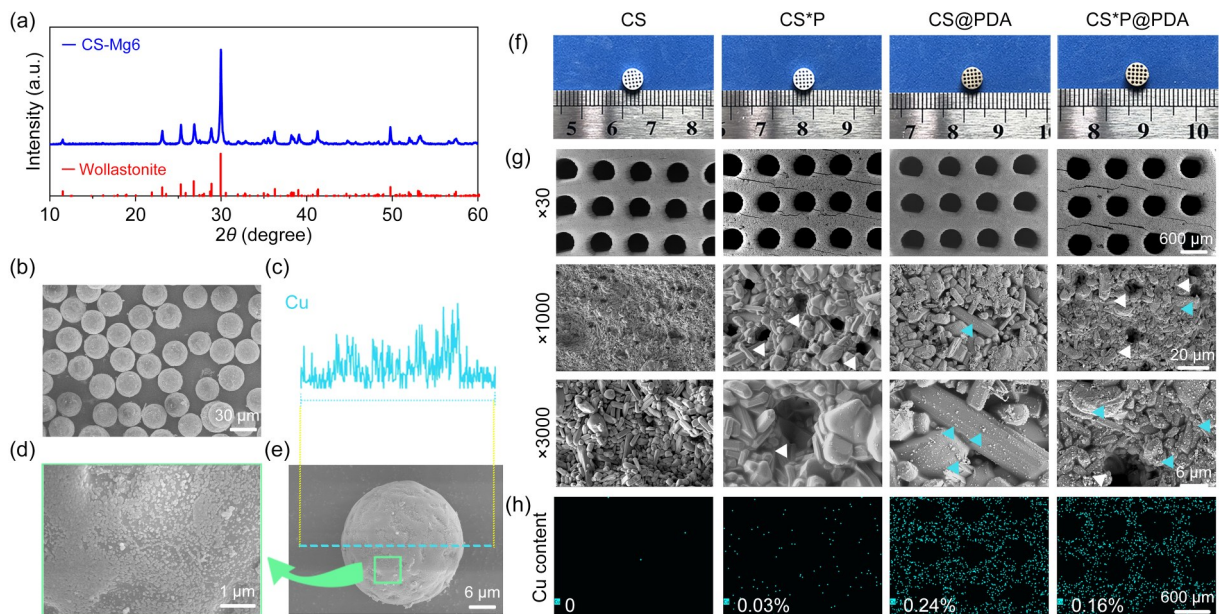 (a)
CS-Mg6
Wollastonite
Intensity (a.u.)
10 20 30 40 50 60
2θ (degree)
(b)
30 μm
(c)
Cu
(d)
1 μm
(e)
6 μm
CS CS*P CS@PDA CS*P@PDA
(f)
5 6 7 8
7 8 9
7 8 9
8 9 10
(g)
×30
600 μm
×1000
20 μm
×3000
6 μm
(h)
Cu content
0 0.03% 0.24% 0.16%
600 μm